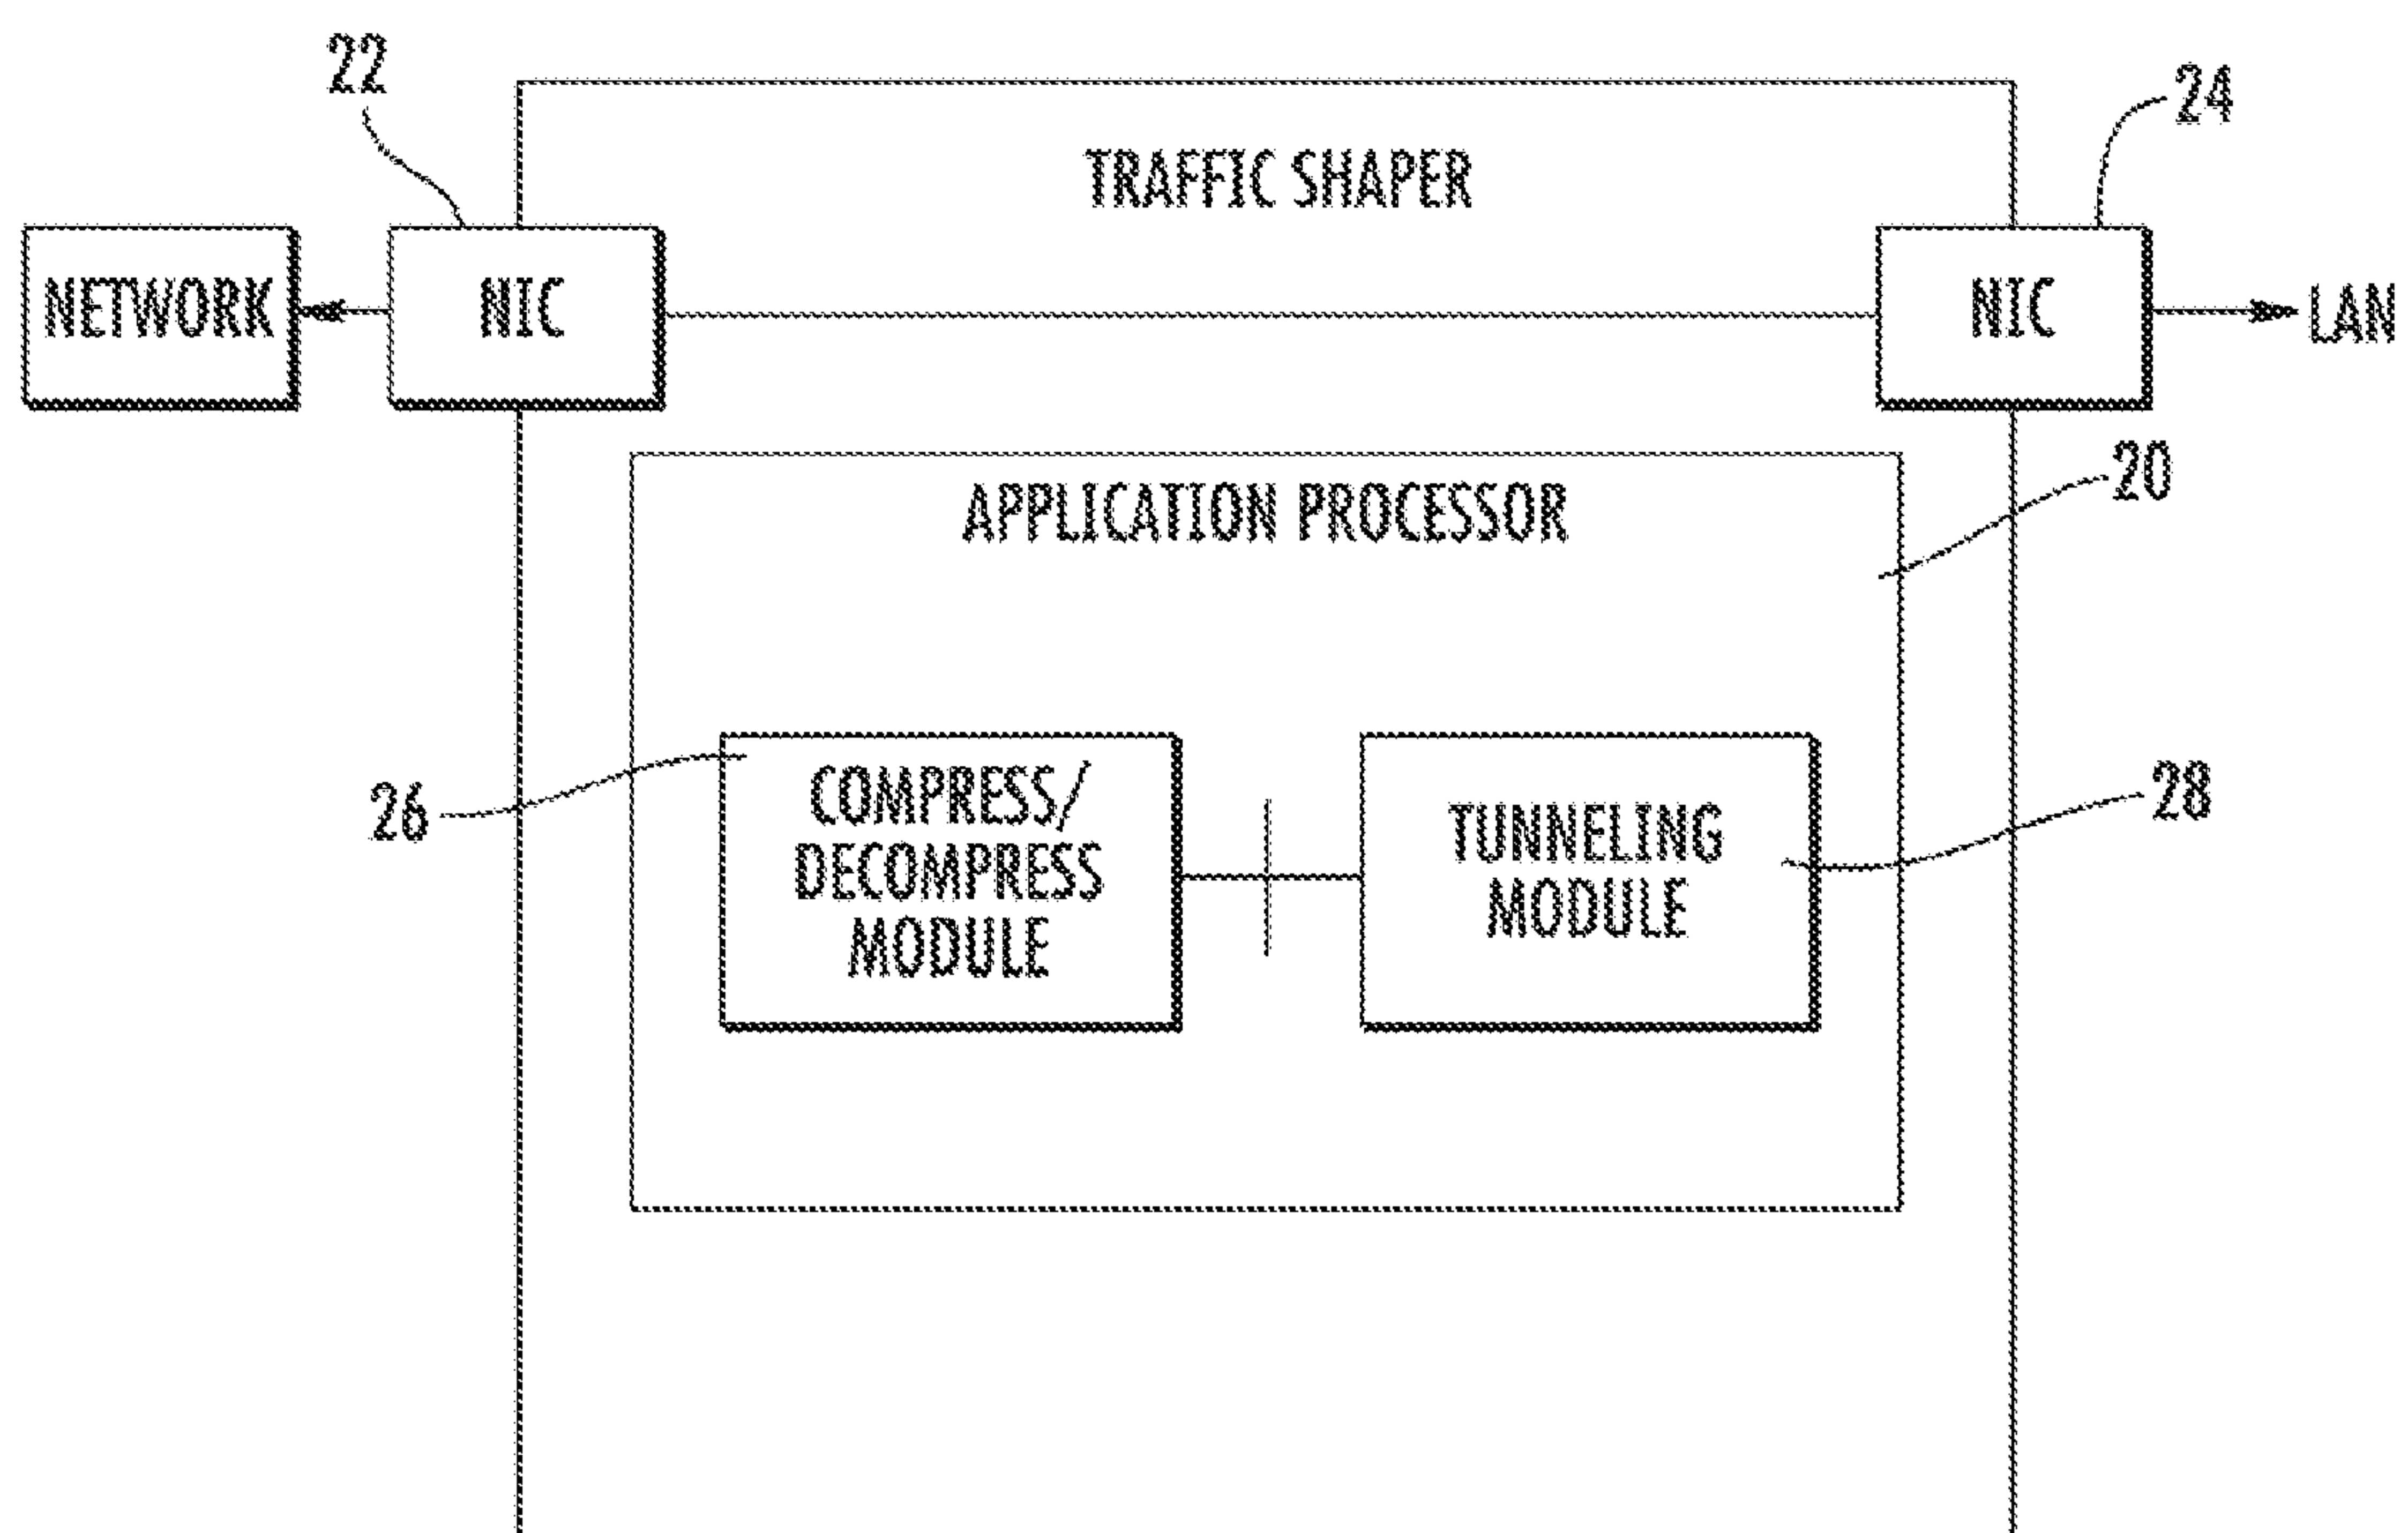 22
24
TRAFFIC SHAPER
NETWORK
NIC
NIC
LAN
20
APPLICATION PROCESSOR
26
COMPRESS/
DECOMPRESS
MODULE
TUNNELING
MODULE
28